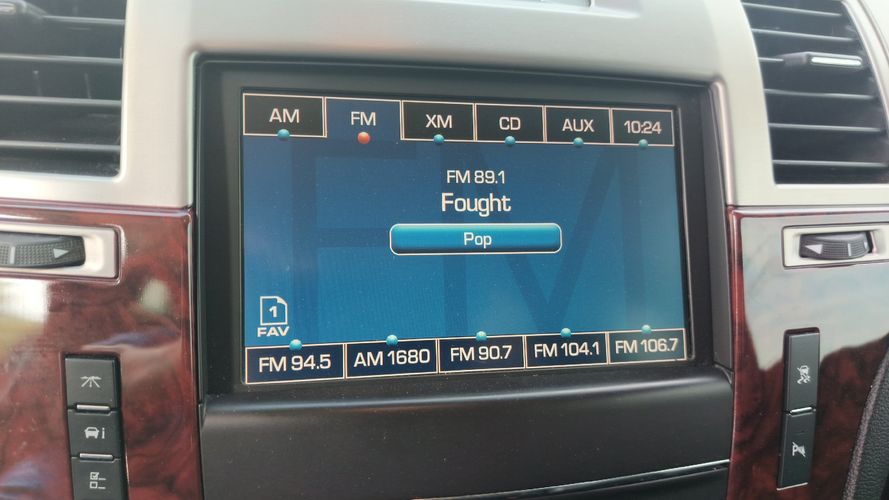 AM FM XM CD AUX 10:24
FM 89.1
Fought
Pop
1
FAV
FM 94.5 AM 1680 FM 90.7 FM 104.1 FM 106.7
i